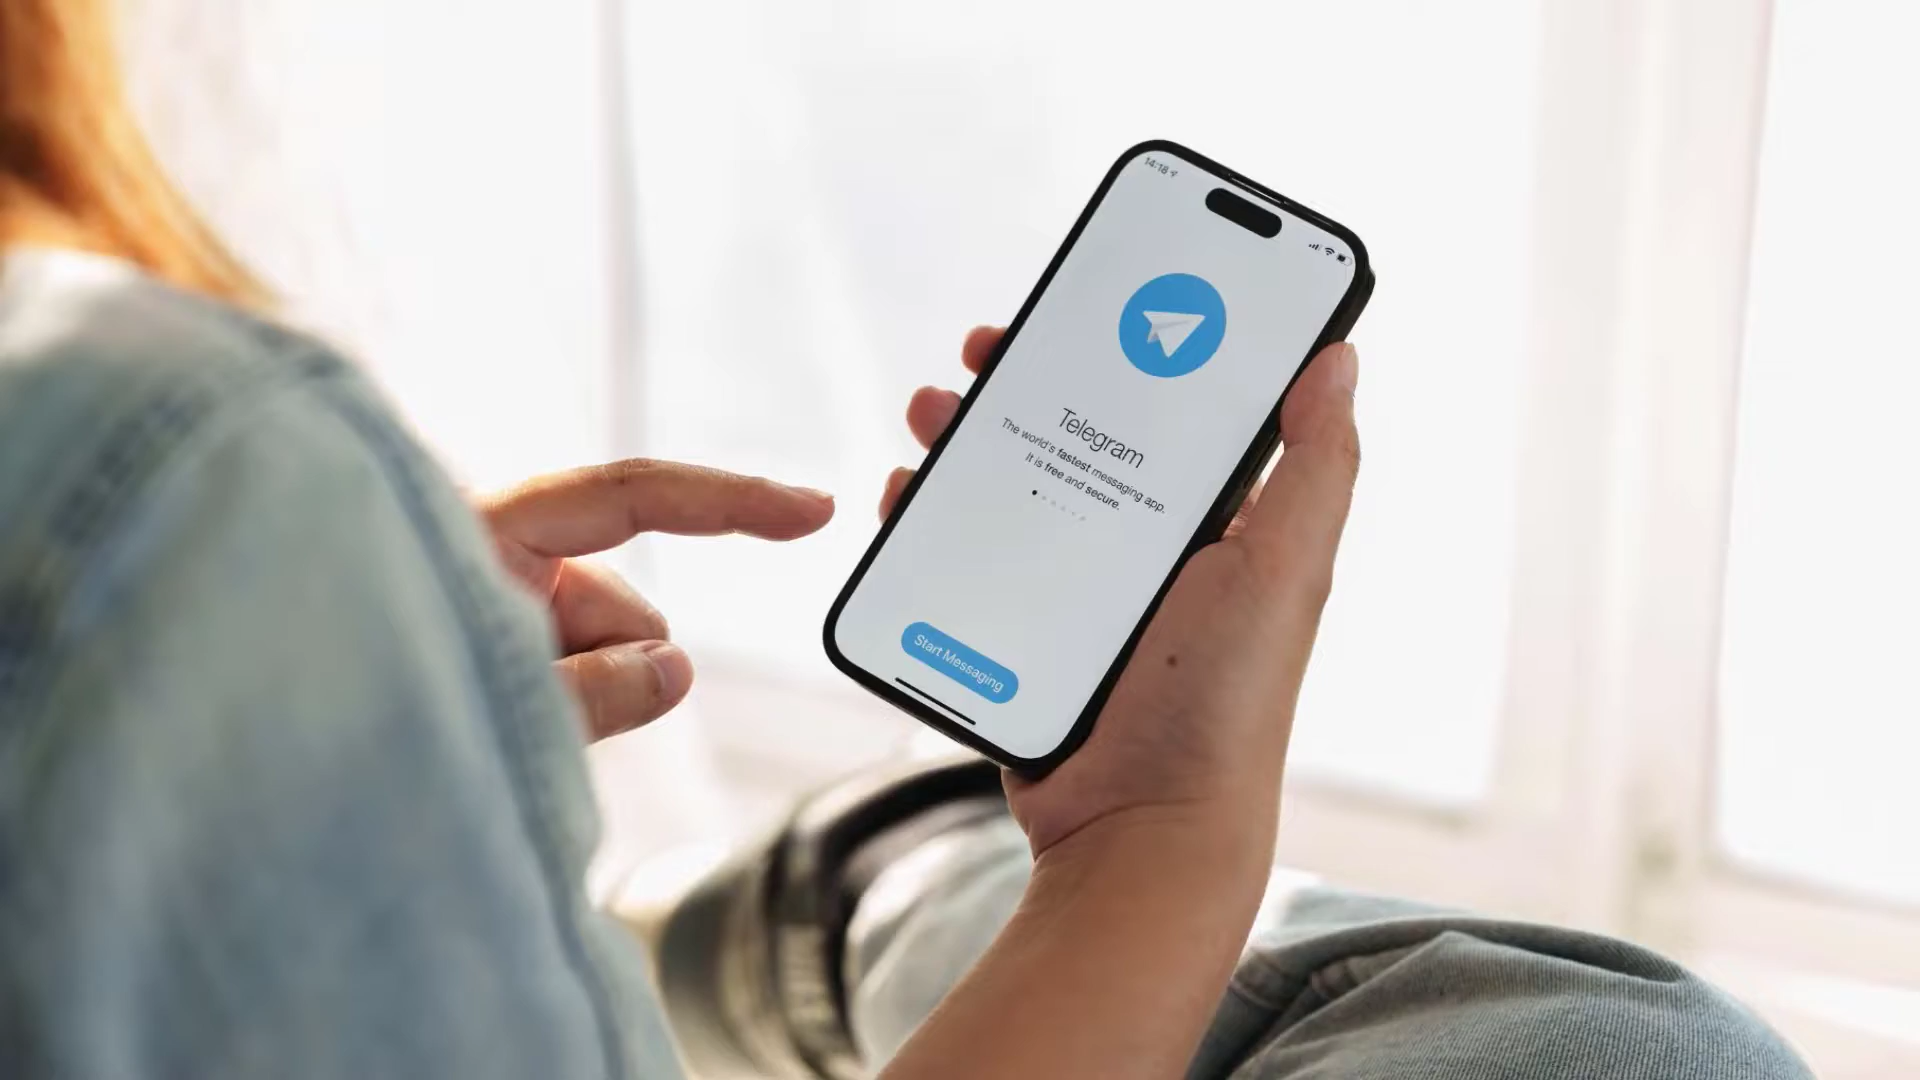 14:18
Telegram
The world's fastest messaging app.
It is free and secure.
Start Messaging